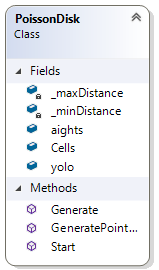 PoissonDisk
Class
Fields
_maxDistance
_minDistance
aights
Cells
yolo
Methods
Generate
GeneratePoint...
Start